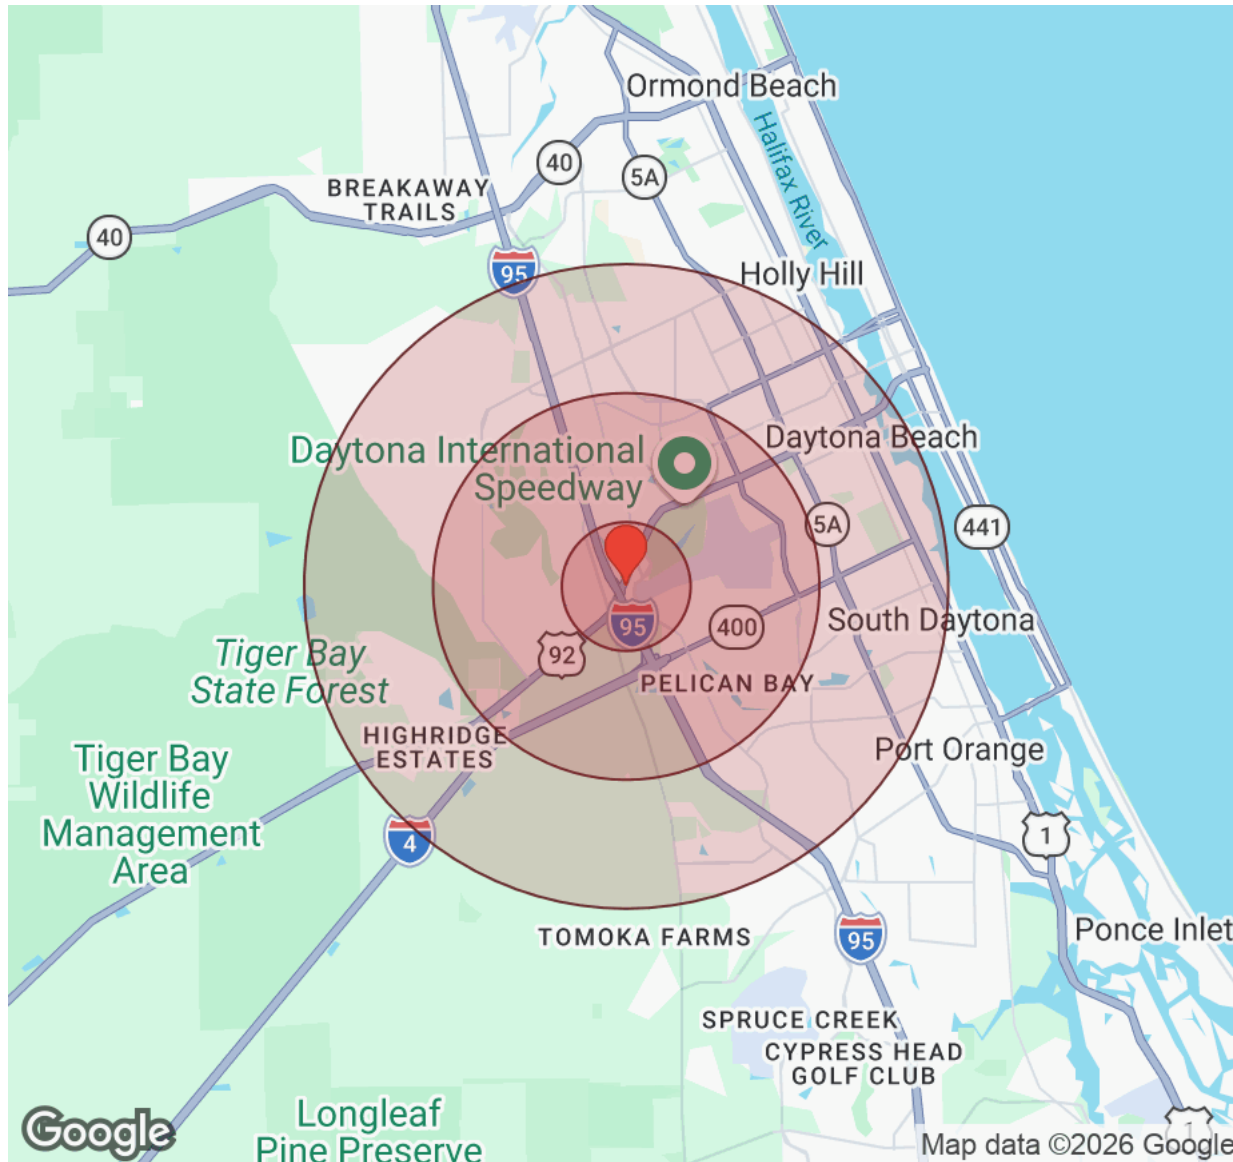 Ormond Beach
Halifax River
40
5A
BREAKAWAY
TRAILS
40
95
Holly Hill
Daytona International
Speedway
Daytona Beach
5A
441
95
400
South Daytona
92
Tiger Bay
State Forest
PELICAN BAY
HIGHRIDGE
ESTATES
Port Orange
Tiger Bay
Wildlife
Management
Area
4
1
TOMOKA FARMS
95
Ponce Inlet
SPRUCE CREEK
CYPRESS HEAD
GOLF CLUB
Longleaf
Pine Preserve
1
Google
Map data ©2026 Google